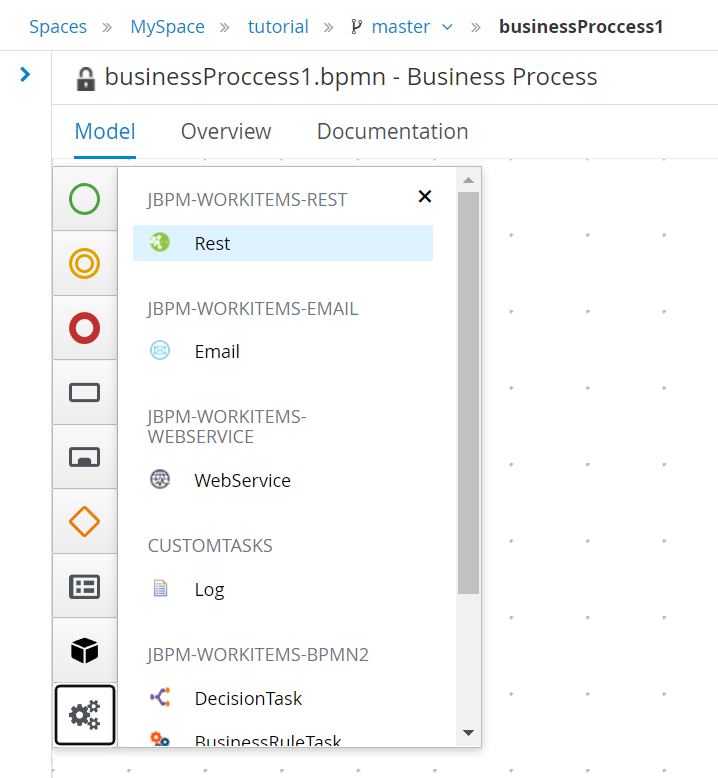 Spaces » MySpace » tutorial » master » businessProccess1
businessProccess1.bpmn - Business Process
Model Overview Documentation
JBPM-WORKITEMS-REST
Rest
JBPM-WORKITEMS-EMAIL
Email
JBPM-WORKITEMS-
WEBSERVICE
WebService
CUSTOMTASKS
Log
JBPM-WORKITEMS-BPMN2
DecisionTask
BusinessRuleTask